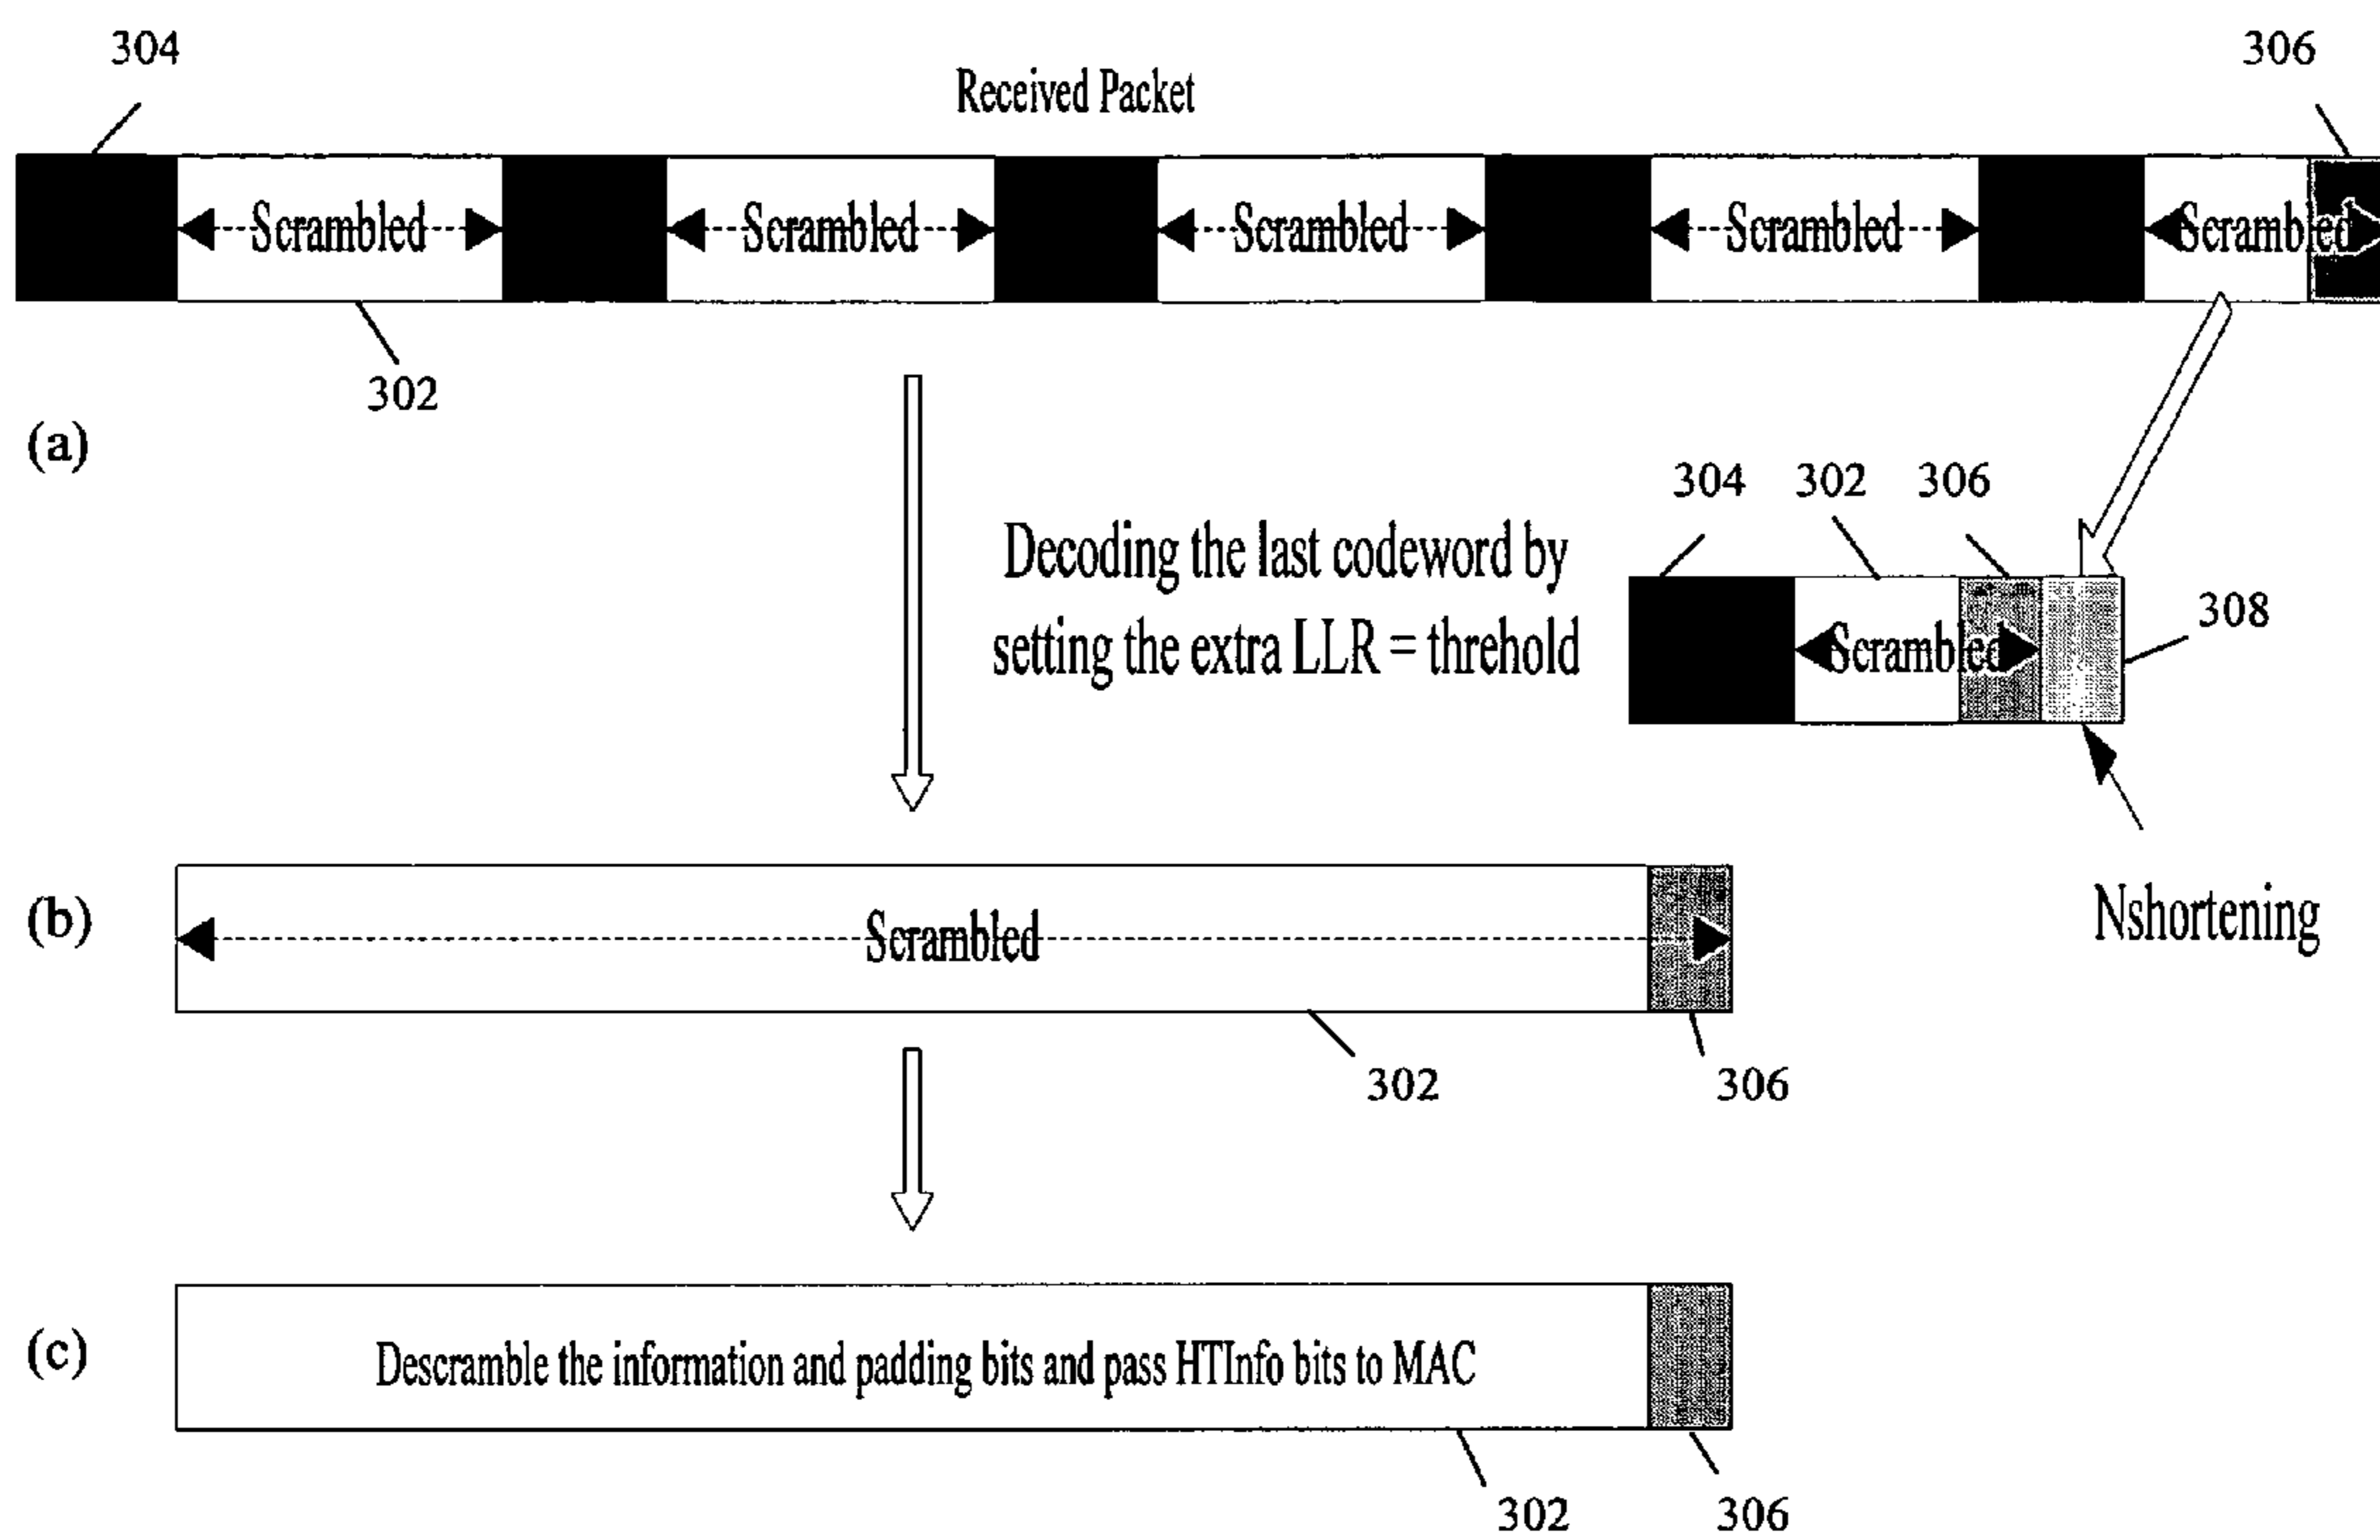 304
306
Received Packet
Scrambled Scrambled Scrambled Scrambled Scrambled
302
(a)
304 302 306
Decoding the last codeword by
setting the extra LLR = threhold
Scrambled
308
(b)
Scrambled
Nshortening
302
306
(c)
Descramble the information and padding bits and pass HTInfo bits to MAC
302
306